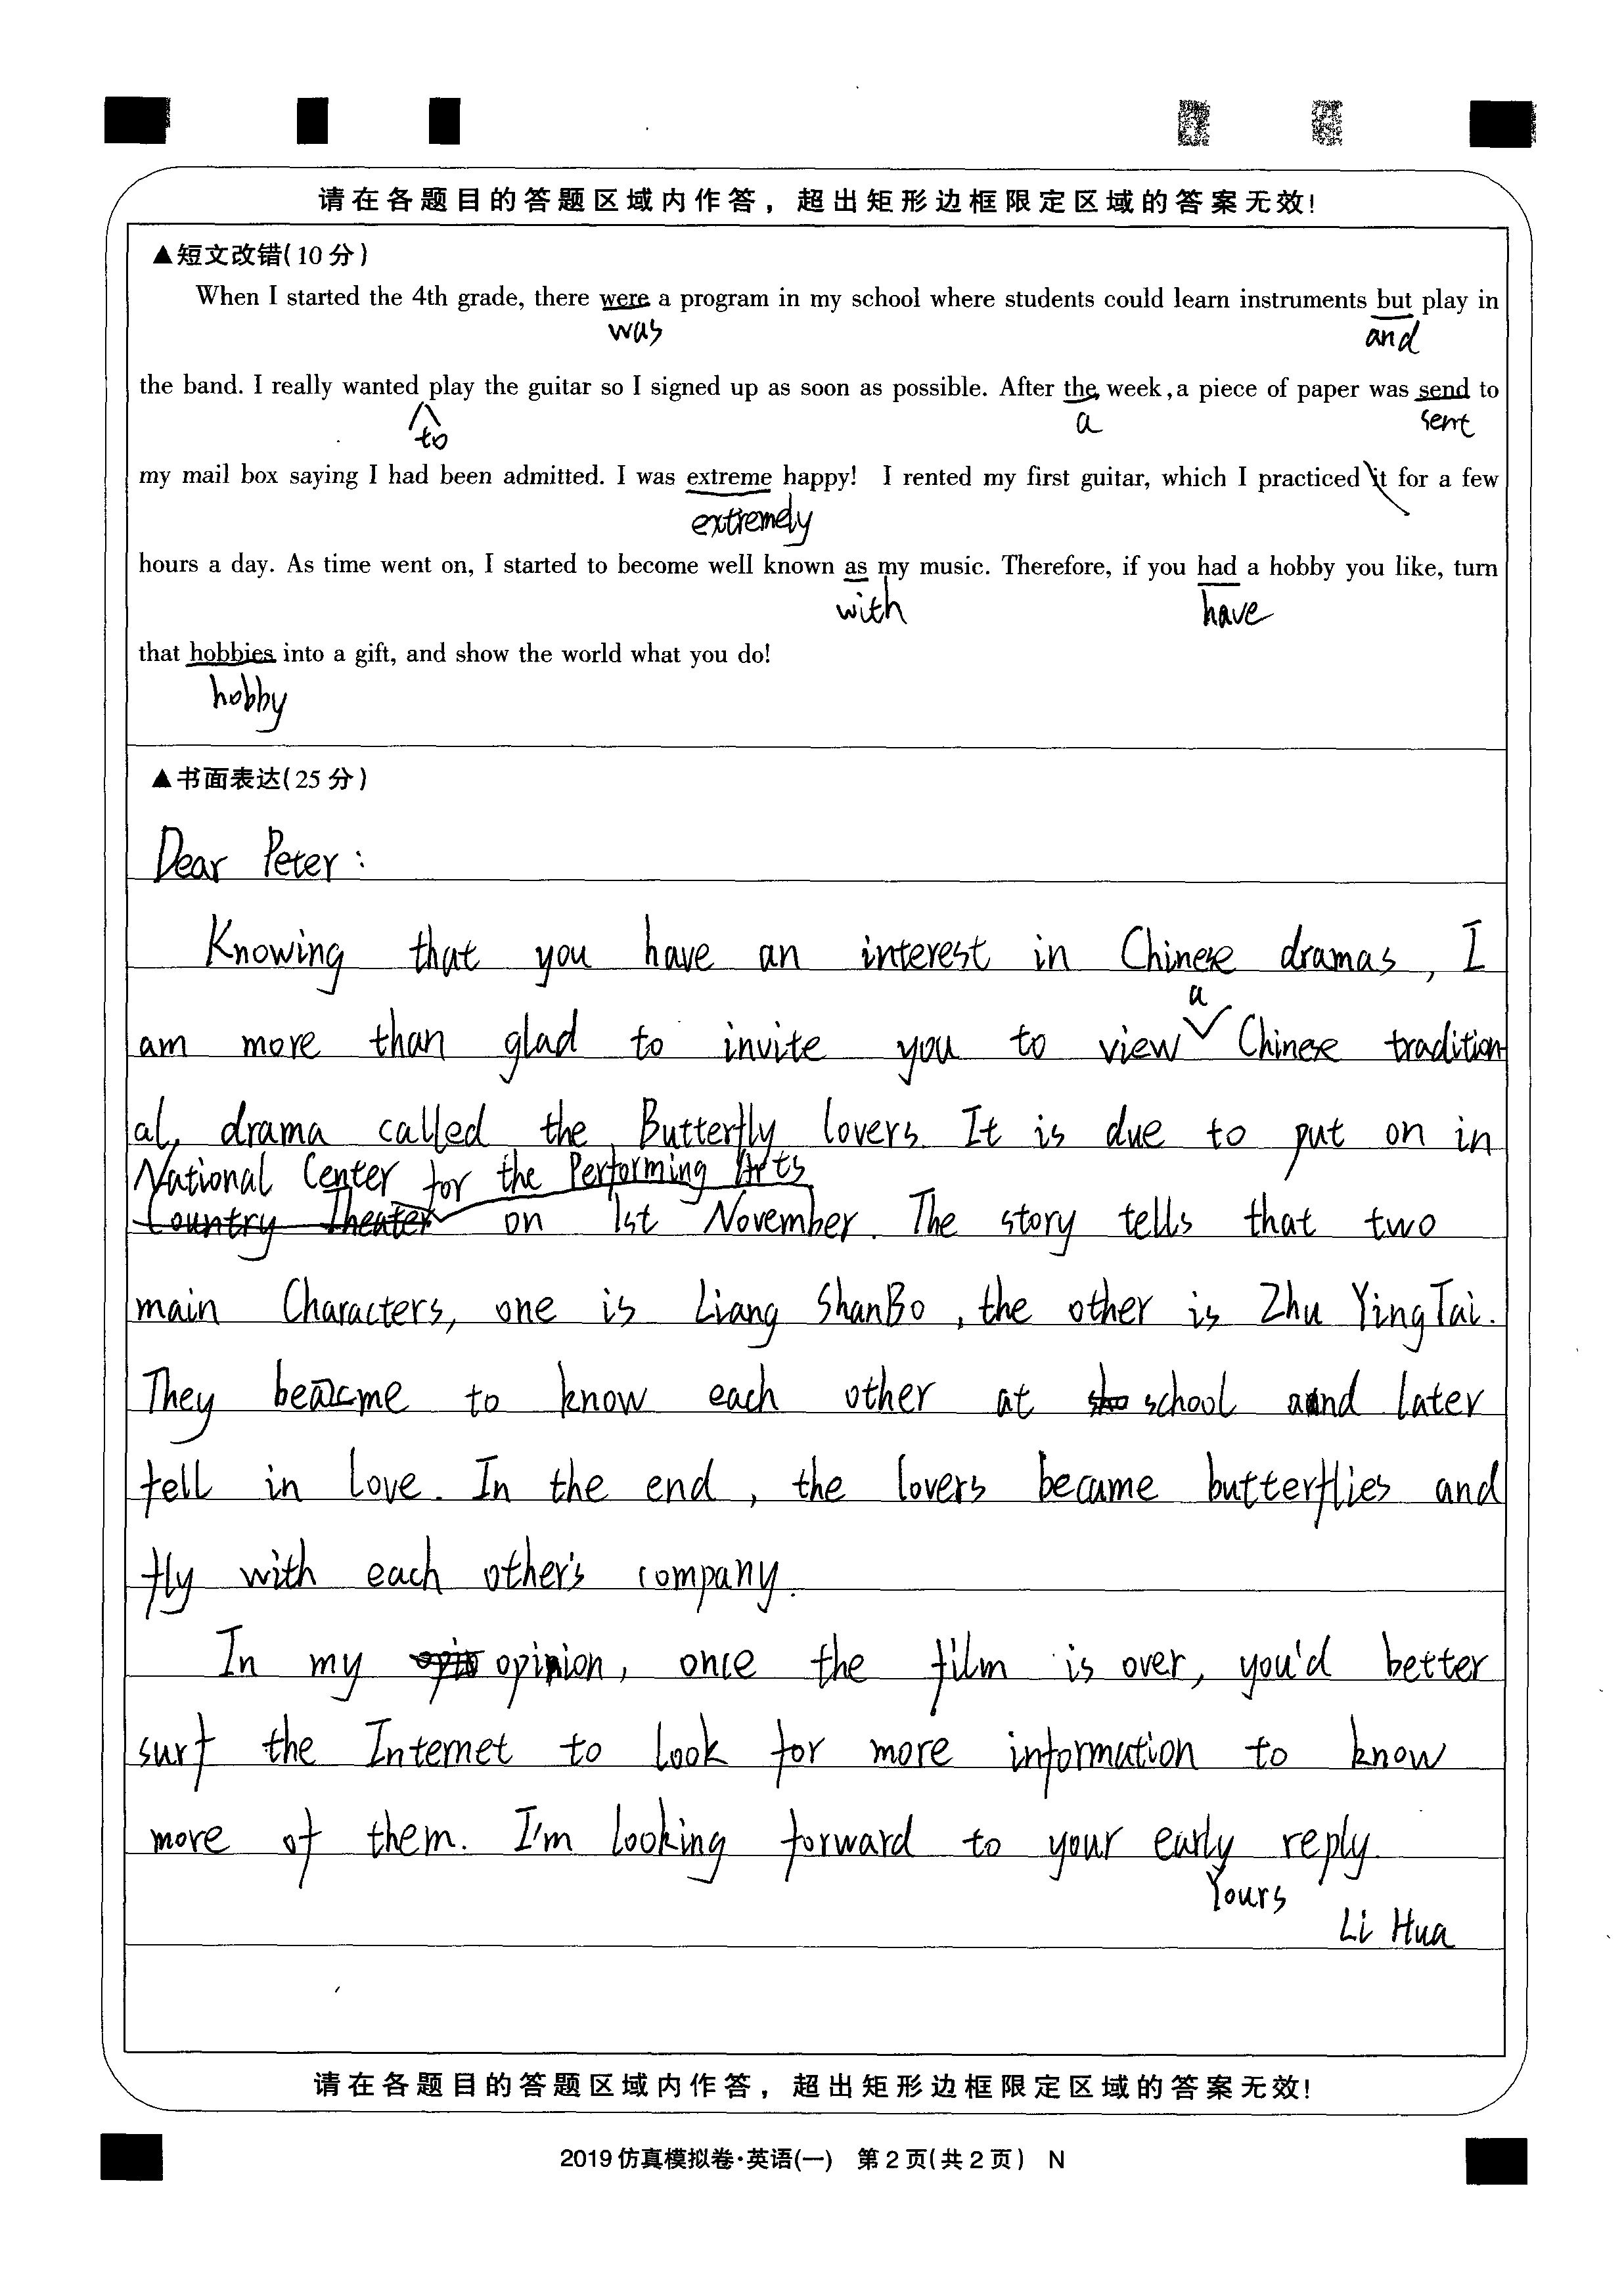 请在各题目的答题区域内作答，超出矩形边框限定区域的答案无效!
▲短文改错(10分)
When I started the 4th grade, there were a program in my school where students could learn instruments but play in
was
and
the band. I really wanted play the guitar so I signed up as soon as possible. After the week, a piece of paper was send to
to
a
sent
my mail box saying I had been admitted. I was extreme happy! I rented my first guitar, which I practiced it for a few
extremely
hours a day. As time went on, I started to become well known as my music. Therefore, if you had a hobby you like, turn
with
have
that hobbies into a gift, and show the world what you do!
hobby
▲书面表达(25分)
Dear Peter:
Knowing that you have an interest in Chinese dramas, I
a
am more than glad to invite you to view Chinese tradition-
al, drama called the Butterfly lovers. It is due to put on in
National Center for the Performing Arts
Country Theater on 1st November. The story tells that two
main Characters, one is Liang ShanBo, the other is Zhu YingTai.
They became to know each other at school and later
fell in love. In the end, the lovers became butterflies and
fly with each other's company.
In my opinion, once the film is over, you'd better
surf the Internet to look for more information to know
more of them. I'm looking forward to your early reply.
Yours
Li Hua
请在各题目的答题区域内作答，超出矩形边框限定区域的答案无效!
2019仿真模拟卷·英语(一) 第2页(共2页) N